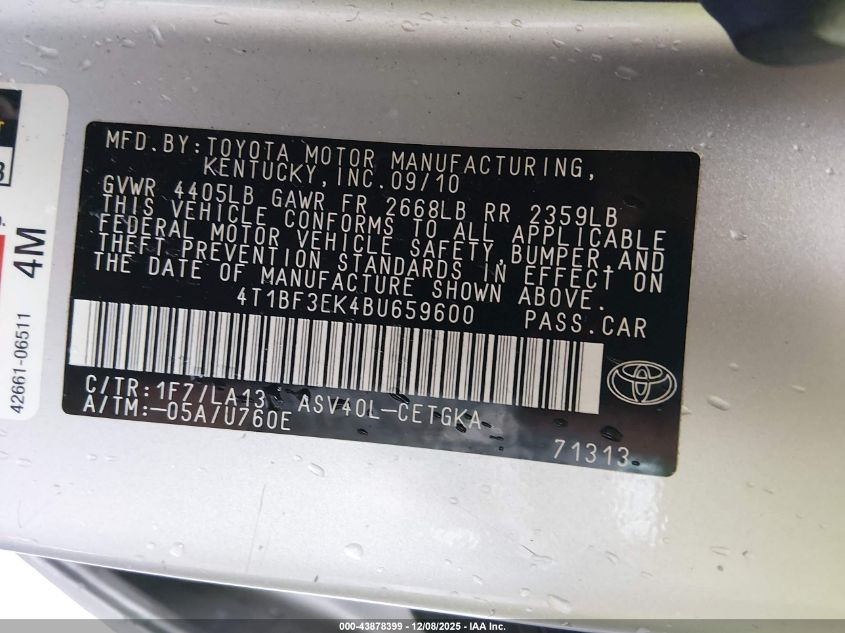 MFD.BY:TOYOTA MOTOR MANUFACTURING,
KENTUCKY,INC.09/10
GVWR 4405LB GAWR FR 2668LB RR 2359LB
THIS VEHICLE CONFORMS TO ALL APPLICABLE
FEDERAL MOTOR VEHICLE SAFETY,BUMPER,AND
THEFT PREVENTION STANDARDS IN EFFECT ON
THE DATE OF MANUFACTURE SHOWN ABOVE.
4T1BF3EK4BU659600 PASS.CAR
C/TR:1F7/LA13 ASV40L-CETGKA
A/TM:-05A/U760E
71313
4M
42661-06511
000-43878399 - 12/08/2025 - IAA Inc.